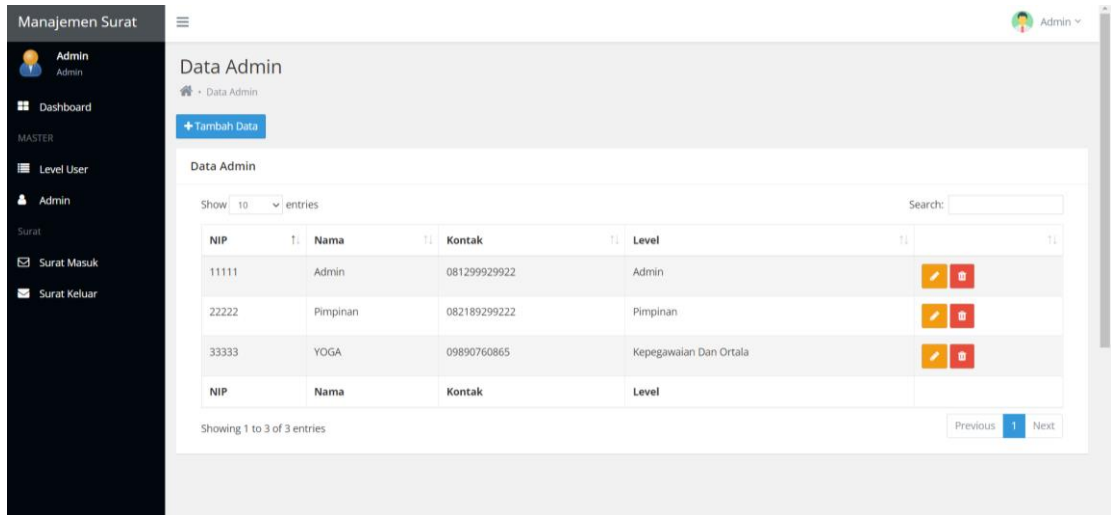 Manajemen Surat
Admin
Admin
Admin
Dashboard
MASTER
Level User
Admin
Surat
Surat Masuk
Surat Keluar
Data Admin
Data Admin
Tambah Data
Data Admin
Show 10 entries Search:
NIP Nama Kontak Level
11111 Admin 081299929922 Admin
22222 Pimpinan 082189299222 Pimpinan
33333 YOGA 09890760865 Kepegawaian Dan Ortala
NIP Nama Kontak Level
Showing 1 to 3 of 3 entries Previous 1 Next